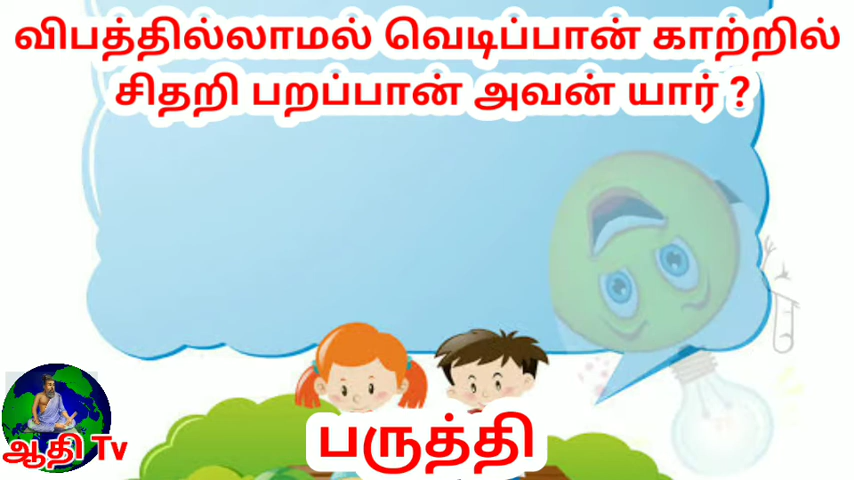 விபத்தில்லாமல் வெடிப்பான் காற்றில்
சிதறி பறப்பான் அவன் யார் ?
பருத்தி
ஆதி Tv